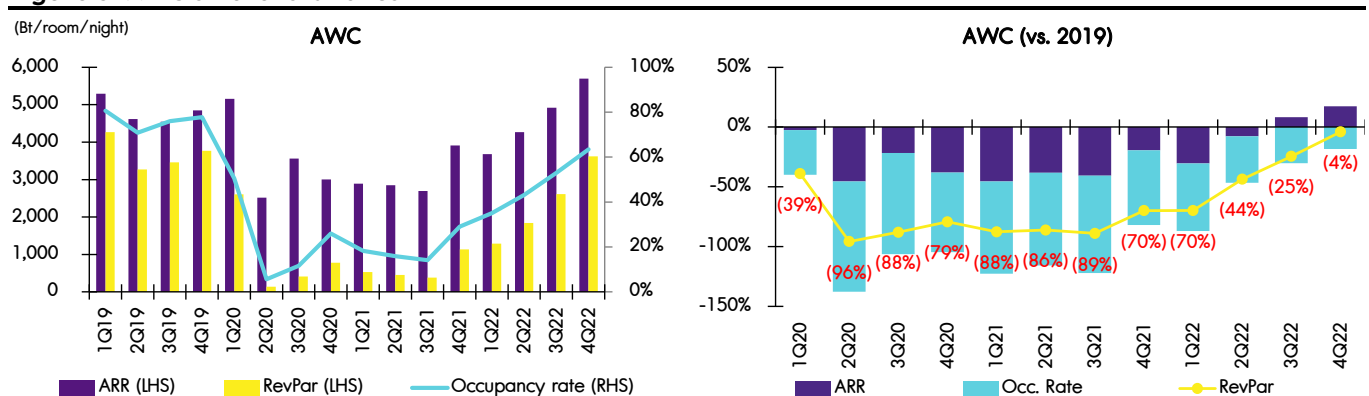 (Bt/room/night)
AWC
6,000
5,000
4,000
3,000
2,000
1,000
0
100%
80%
60%
40%
20%
0%
1Q19
2Q19
3Q19
4Q19
1Q20
2Q20
3Q20
4Q20
1Q21
2Q21
3Q21
4Q21
1Q22
2Q22
3Q22
4Q22
ARR (LHS)
RevPar (LHS)
Occupancy rate (RHS)
AWC (vs. 2019)
50%
0%
-50%
-100%
-150%
(39%)
(96%)
(88%)
(79%)
(88%)
(86%)
(89%)
(70%)
(70%)
(44%)
(25%)
(4%)
1Q20
2Q20
3Q20
4Q20
1Q21
2Q21
3Q21
4Q21
1Q22
2Q22
3Q22
4Q22
ARR
Occ. Rate
RevPar